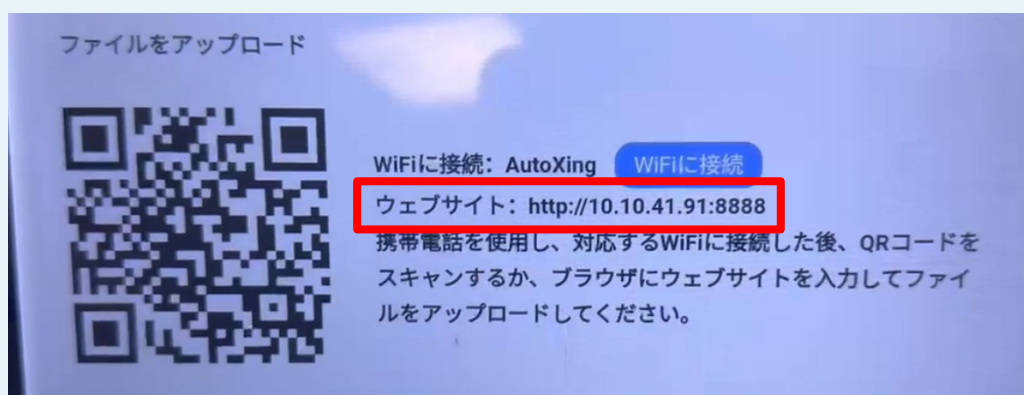 ファイルをアップロード
WiFiに接続：AutoXing WiFiに接続
ウェブサイト：http://10.10.41.91:8888
携帯電話を使用し、対応するWiFiに接続した後、QRコードを
スキャンするか、ブラウザにウェブサイトを入力してファイ
ルをアップロードしてください。